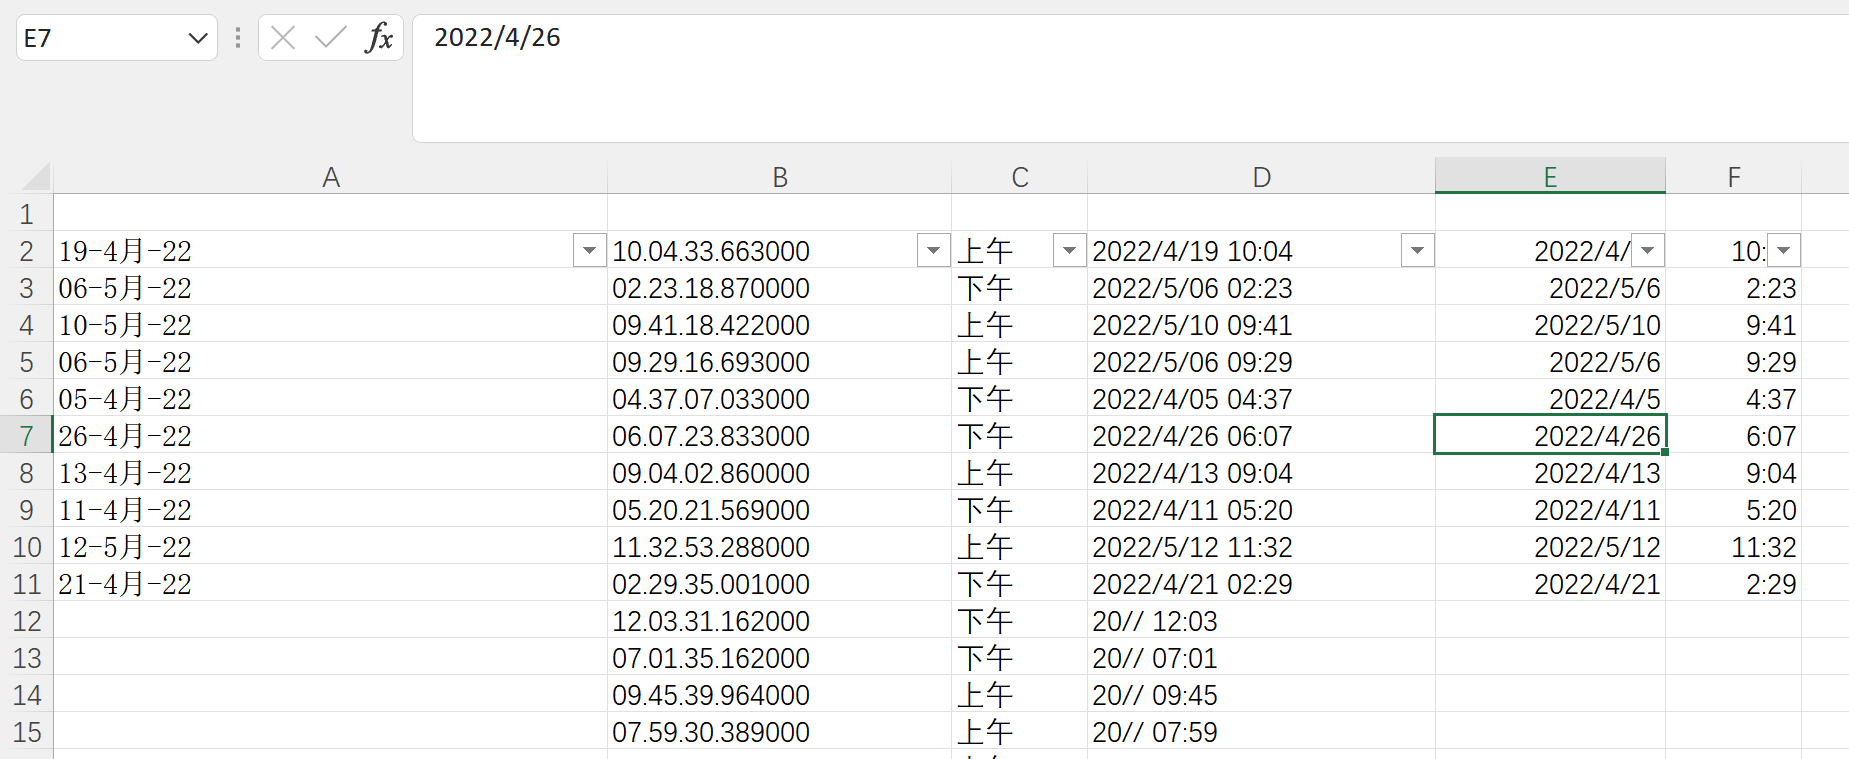 E7 fx 2022/4/26
A B C D E F
1
2 19-4月-22 10.04.33.663000 上午 2022/4/19 10:04 2022/4/ 10:
3 06-5月-22 02.23.18.870000 下午 2022/5/06 02:23 2022/5/6 2:23
4 10-5月-22 09.41.18.422000 上午 2022/5/10 09:41 2022/5/10 9:41
5 06-5月-22 09.29.16.693000 上午 2022/5/06 09:29 2022/5/6 9:29
6 05-4月-22 04.37.07.033000 下午 2022/4/05 04:37 2022/4/5 4:37
7 26-4月-22 06.07.23.833000 下午 2022/4/26 06:07 2022/4/26 6:07
8 13-4月-22 09.04.02.860000 上午 2022/4/13 09:04 2022/4/13 9:04
9 11-4月-22 05.20.21.569000 下午 2022/4/11 05:20 2022/4/11 5:20
10 12-5月-22 11.32.53.288000 上午 2022/5/12 11:32 2022/5/12 11:32
11 21-4月-22 02.29.35.001000 下午 2022/4/21 02:29 2022/4/21 2:29
12 12.03.31.162000 下午 20// 12:03
13 07.01.35.162000 下午 20// 07:01
14 09.45.39.964000 上午 20// 09:45
15 07.59.30.389000 上午 20// 07:59